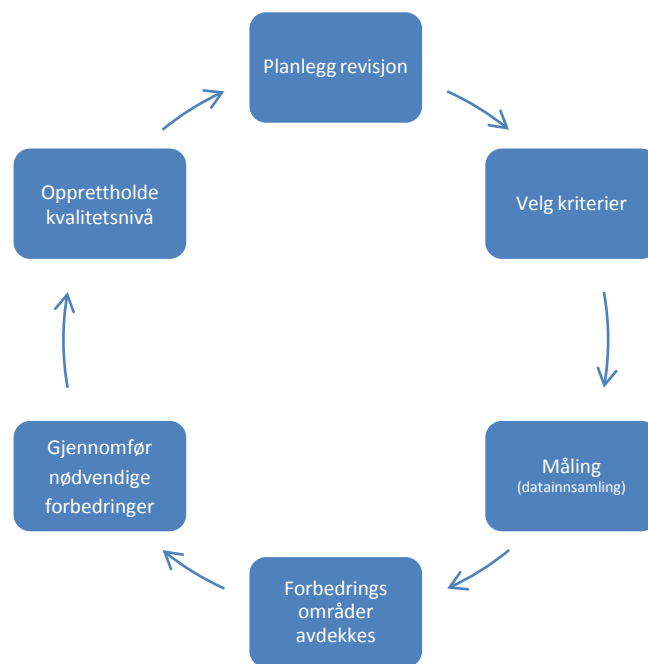 Planlegg revisjon
Velg kriterier
Måling
(datainnsamling)
Forbedrings
områder
avdekkes
Gjennomfør
nødvendige
forbedringer
Opprettholde
kvalitetsnivå